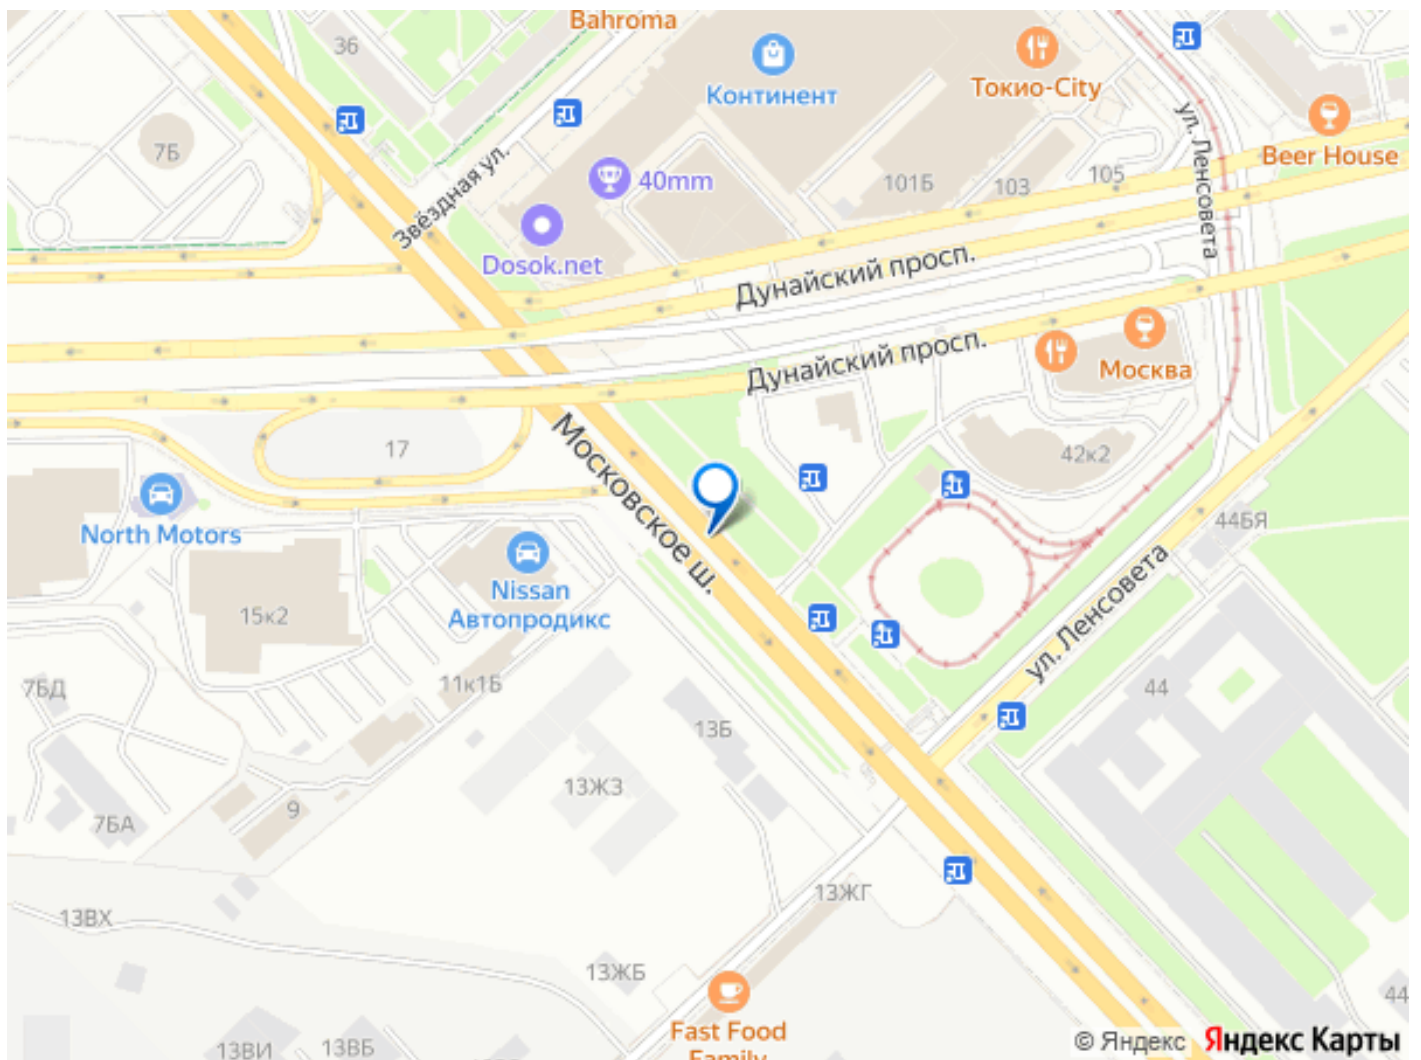 Bahroma
36
Континент
Токио-City
7Б
Звёздная ул.
40mm
Dosok.net
101Б
103
105
ул. Ленсовета
Beer House
Дунайский просп.
Дунайский просп.
Москва
17
Московское ш.
42к2
North Motors
44БЯ
Nissan
Автопродикс
15к2
ул. Ленсовета
7БД
11к1Б
44
13Б
13ЖЗ
9
7БА
13ЖГ
13ВХ
13ЖБ
44
Fast Food
Family
13ВИ
13ВБ
© Яндекс Яндекс Карты